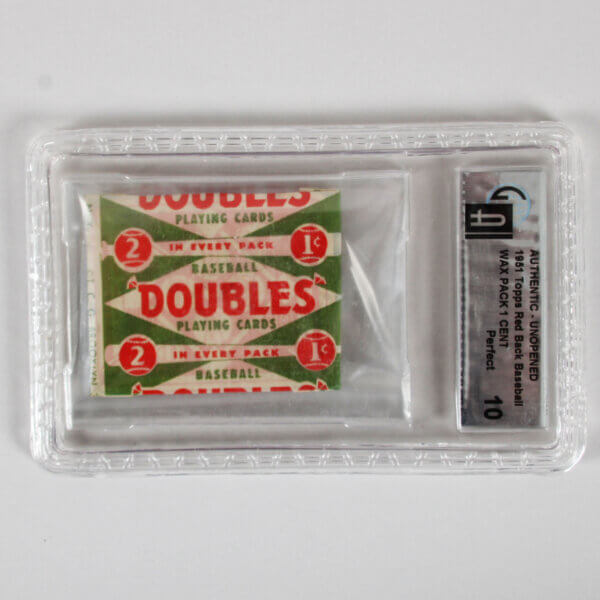 DOUBLES
PLAYING CARDS
2 IN EVERY PACK 1¢
BASEBALL
"DOUBLES"
PLAYING CARDS
2 IN EVERY PACK 1¢
BASEBALL
"DOUBLES"
AUTHENTIC - UNOPENED
1951 Topps Red Back Baseball
WAX PACK 1 CENT
Perfect
10